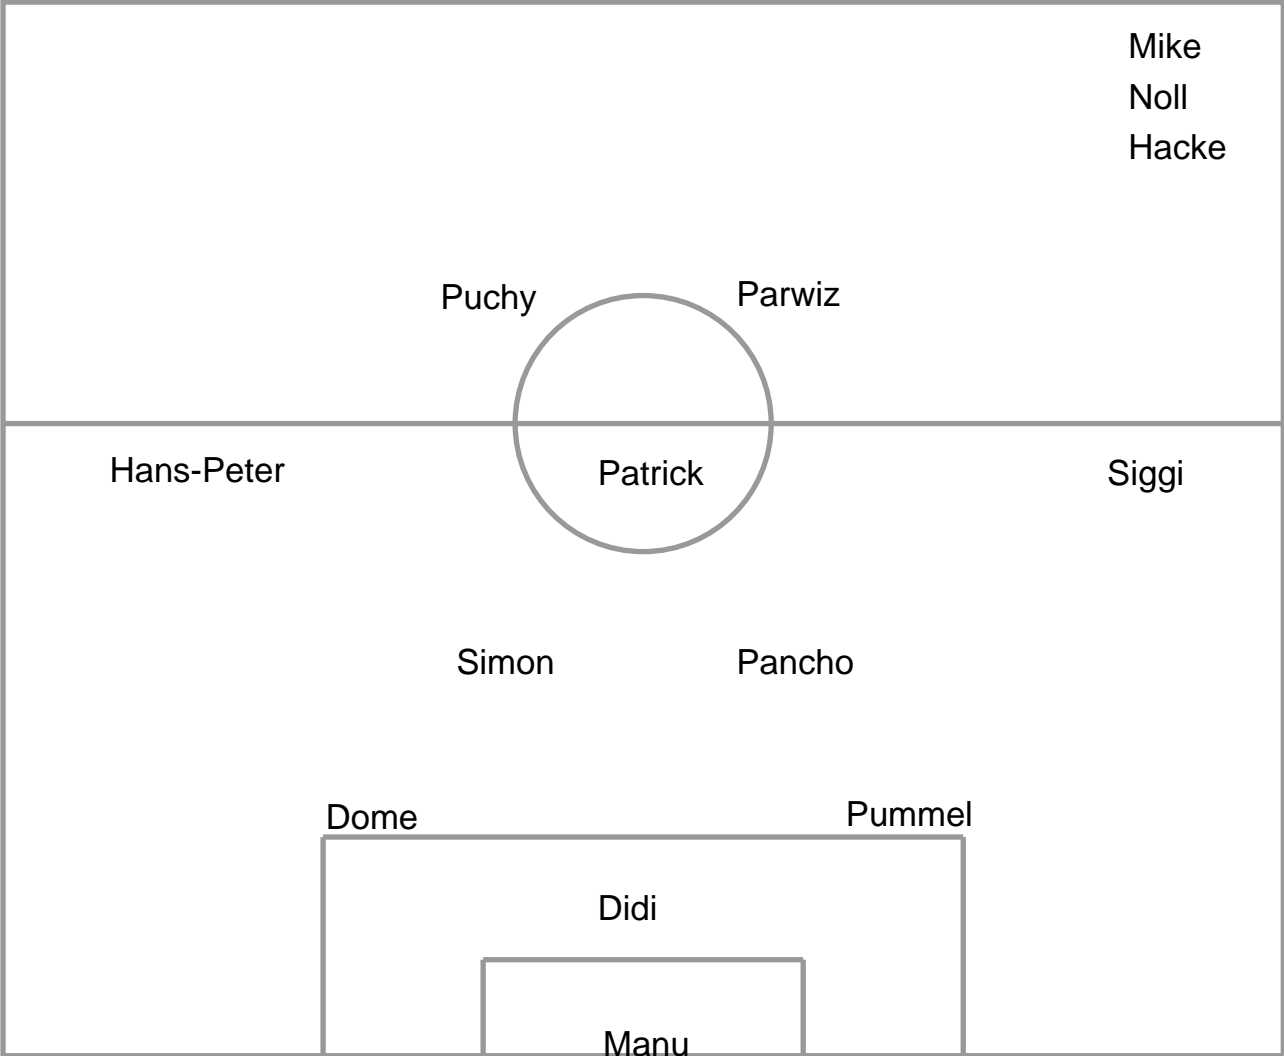 Mike
Noll
Hacke
Puchy
Parwiz
Hans-Peter
Patrick
Siggi
Simon
Pancho
Dome
Pummel
Didi
Manu